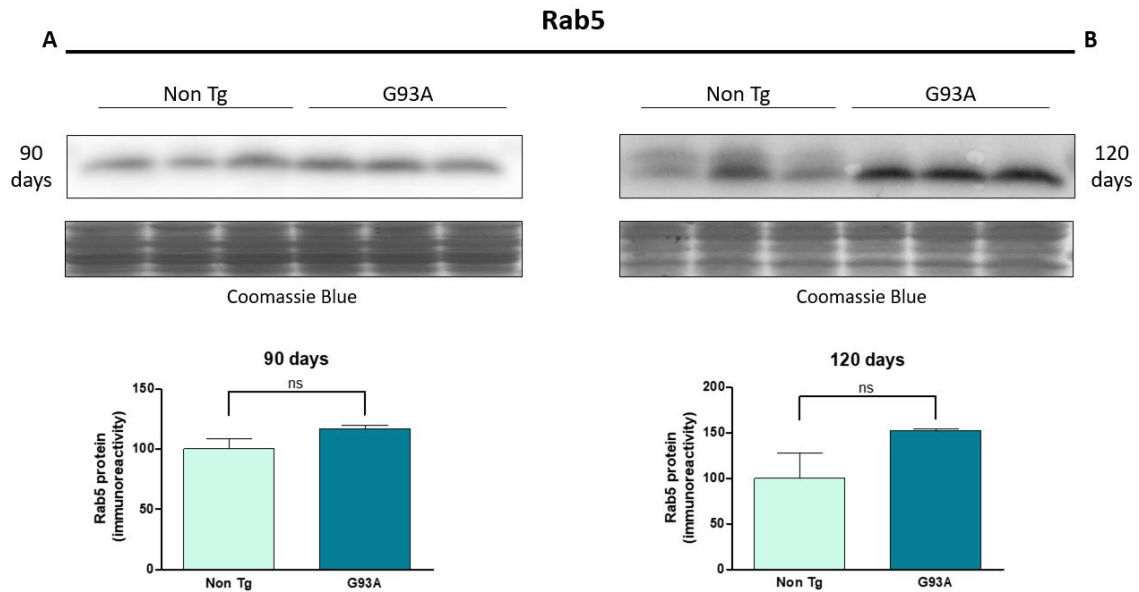 Rab5
A
B
Non Tg
G93A
Non Tg
G93A
90
days
120
days
Coomassie Blue
Coomassie Blue
90 days
150
100
50
0
Rab5 protein
(immunoreactivity)
ns
Non Tg
G93A
120 days
200
150
100
50
0
Rab5 protein
(immunoreactivity)
ns
Non Tg
G93A